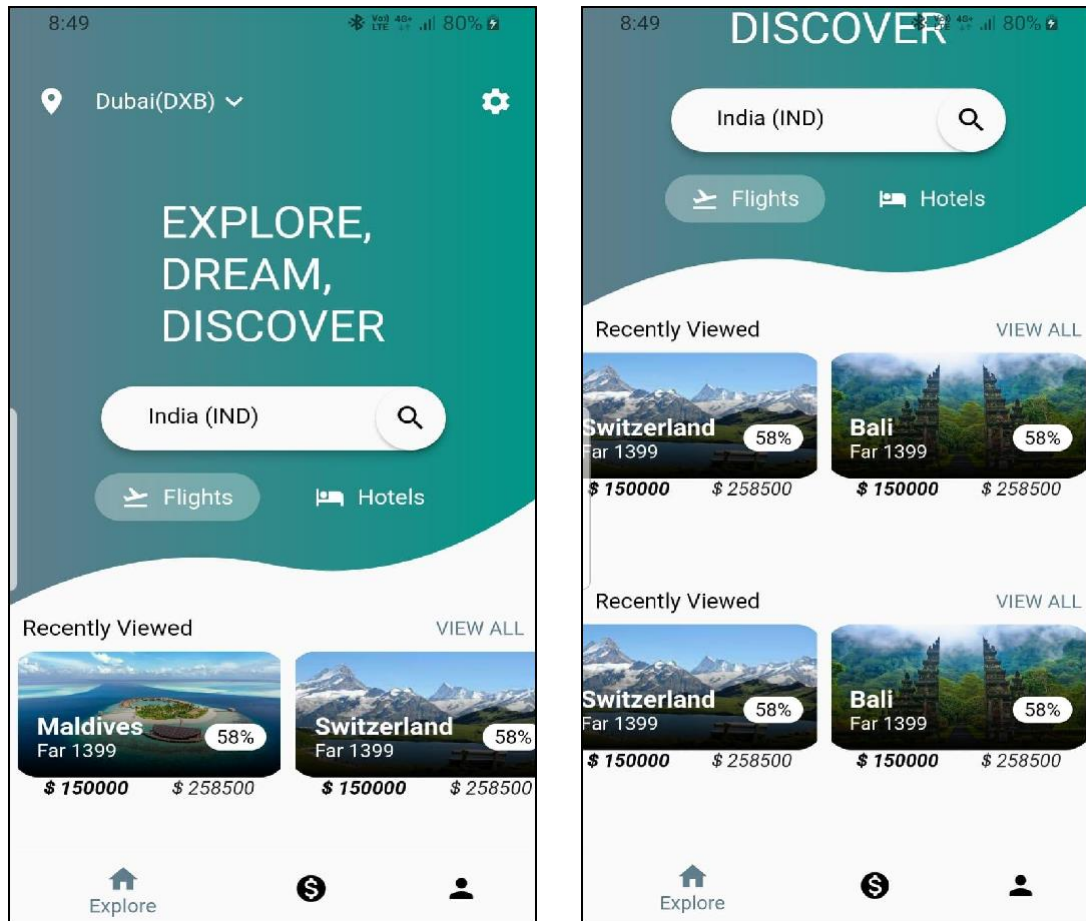 8:49 Vo) 4G+ LTE 80%
Dubai(DXB)
EXPLORE,
DREAM,
DISCOVER
India (IND)
Flights Hotels
Recently Viewed VIEW ALL
Maldives
Far 1399
58%
Switzerland
Far 1399
58%
$ 150000 $ 258500 $ 150000 $ 258500
Explore
8:49 80%
DISCOVER
India (IND)
Flights Hotels
Recently Viewed VIEW ALL
Switzerland
Far 1399
58%
Bali
Far 1399
58%
$ 150000 $ 258500 $ 150000 $ 258500
Recently Viewed VIEW ALL
Switzerland
Far 1399
58%
Bali
Far 1399
58%
$ 150000 $ 258500 $ 150000 $ 258500
Explore